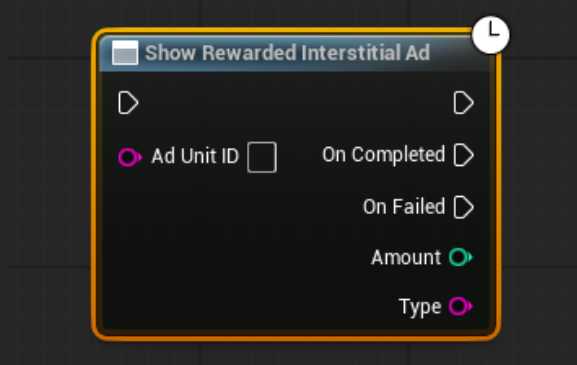 Show Rewarded Interstitial Ad
Ad Unit ID
On Completed
On Failed
Amount
Type